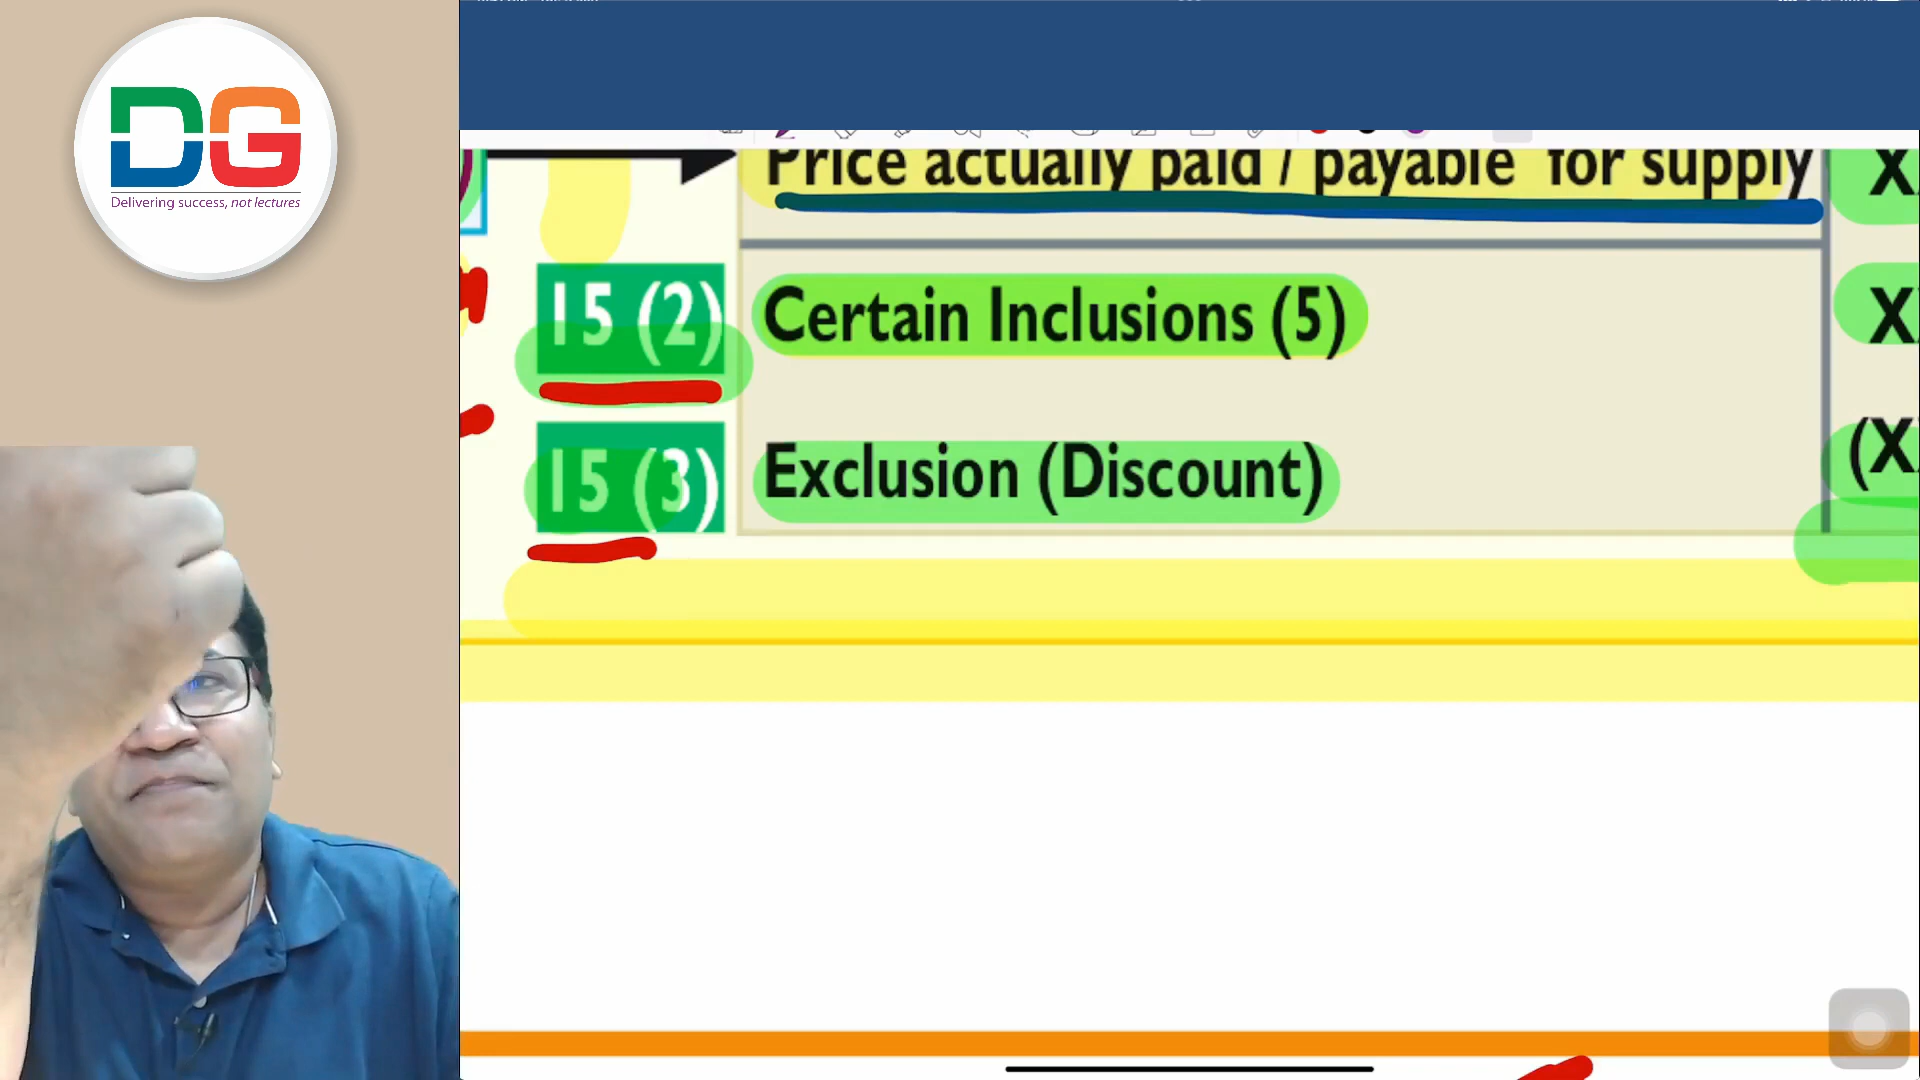 DG
Delivering success, not lectures
Price actually paid / payable for supply
15 (2) Certain Inclusions (5)
15 (3) Exclusion (Discount)